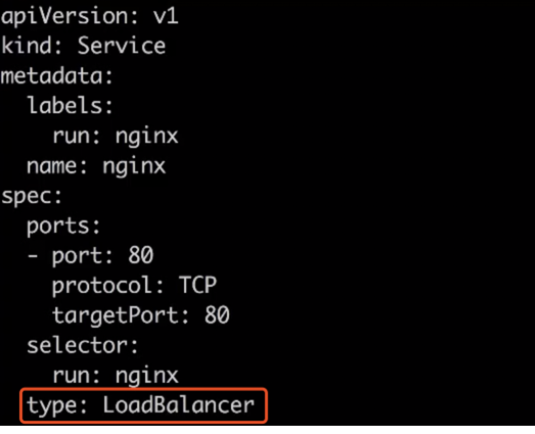 apiVersion: v1
kind: Service
metadata:
  labels:
    run: nginx
  name: nginx
spec:
  ports:
  - port: 80
    protocol: TCP
    targetPort: 80
  selector:
    run: nginx
  type: LoadBalancer